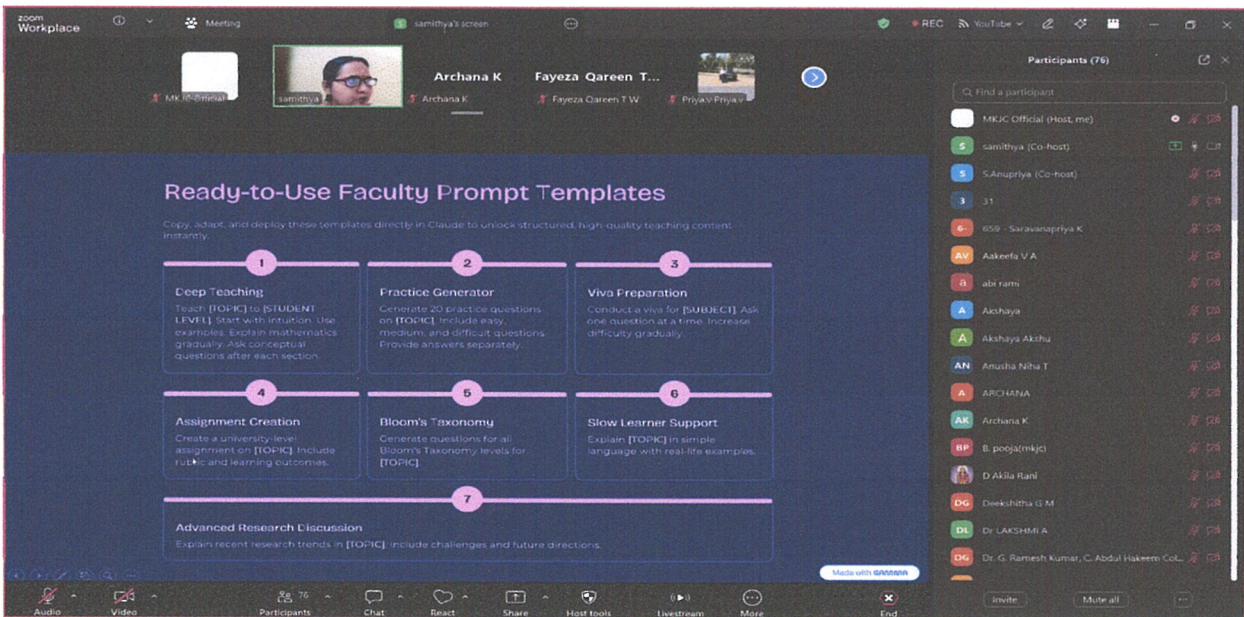 zoom
Workplace
Meeting
samithya's screen
REC
YouTube
MKJC-Official
samithya
Archana K
Archana K
Fayeza Qareen T...
Fayeza Qareen T W
Priya.v Priya.v
Ready-to-Use Faculty Prompt Templates
Copy, adapt, and deploy these templates directly in Claude to unlock structured, high-quality teaching content
instantly.
1
Deep Teaching
Teach [TOPIC] to [STUDENT
LEVEL]. Start with intuition. Use
examples. Explain mathematics
gradually. Ask conceptual
questions after each section.
2
Practice Generator
Generate 20 practice questions
on [TOPIC]. Include easy,
medium, and difficult questions.
Provide answers separately.
3
Viva Preparation
Conduct a viva for [SUBJECT]. Ask
one question at a time. Increase
difficulty gradually.
4
Assignment Creation
Create a university-level
assignment on [TOPIC]. Include
rubric and learning outcomes.
5
Bloom's Taxonomy
Generate questions for all
Bloom's Taxonomy levels for
[TOPIC].
6
Slow Learner Support
Explain [TOPIC] in simple
language with real-life examples.
7
Advanced Research Discussion
Explain recent research trends in [TOPIC]. Include challenges and future directions.
Made with GAMMA
Participants (76)
Find a participant
MKJC Official (Host, me)
S
samithya (Co-host)
S
S.Anupriya (Co-host)
3
31
6-
659 - Saravanapriya K
AV
Aakeefa V A
a
abi rami
A
Akshaya
A
Akshaya Akshu
AN
Anusha Niha T
A
ARCHANA
AK
Archana K
BP
B. pooja(mkjc)
D Akila Rani
DG
Deekshitha G M
DL
Dr LAKSHMI A
DG
Dr. G. Ramesh Kumar, C. Abdul Hakeem Col...
Invite
Mute all
Audio
Video
76
Participants
Chat
React
Share
Host tools
Livestream
More
End